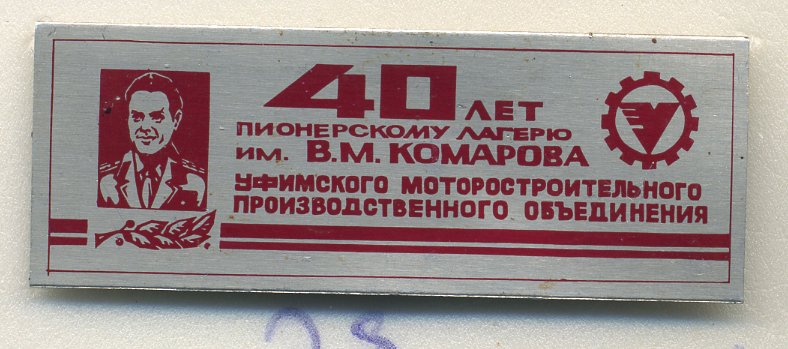 40 ЛЕТ
ПИОНЕРСКОМУ ЛАГЕРЮ
ИМ. В.М. КОМАРОВА
УФИМСКОГО МОТОРОСТРОИТЕЛЬНОГО
ПРОИЗВОДСТВЕННОГО ОБЪЕДИНЕНИЯ